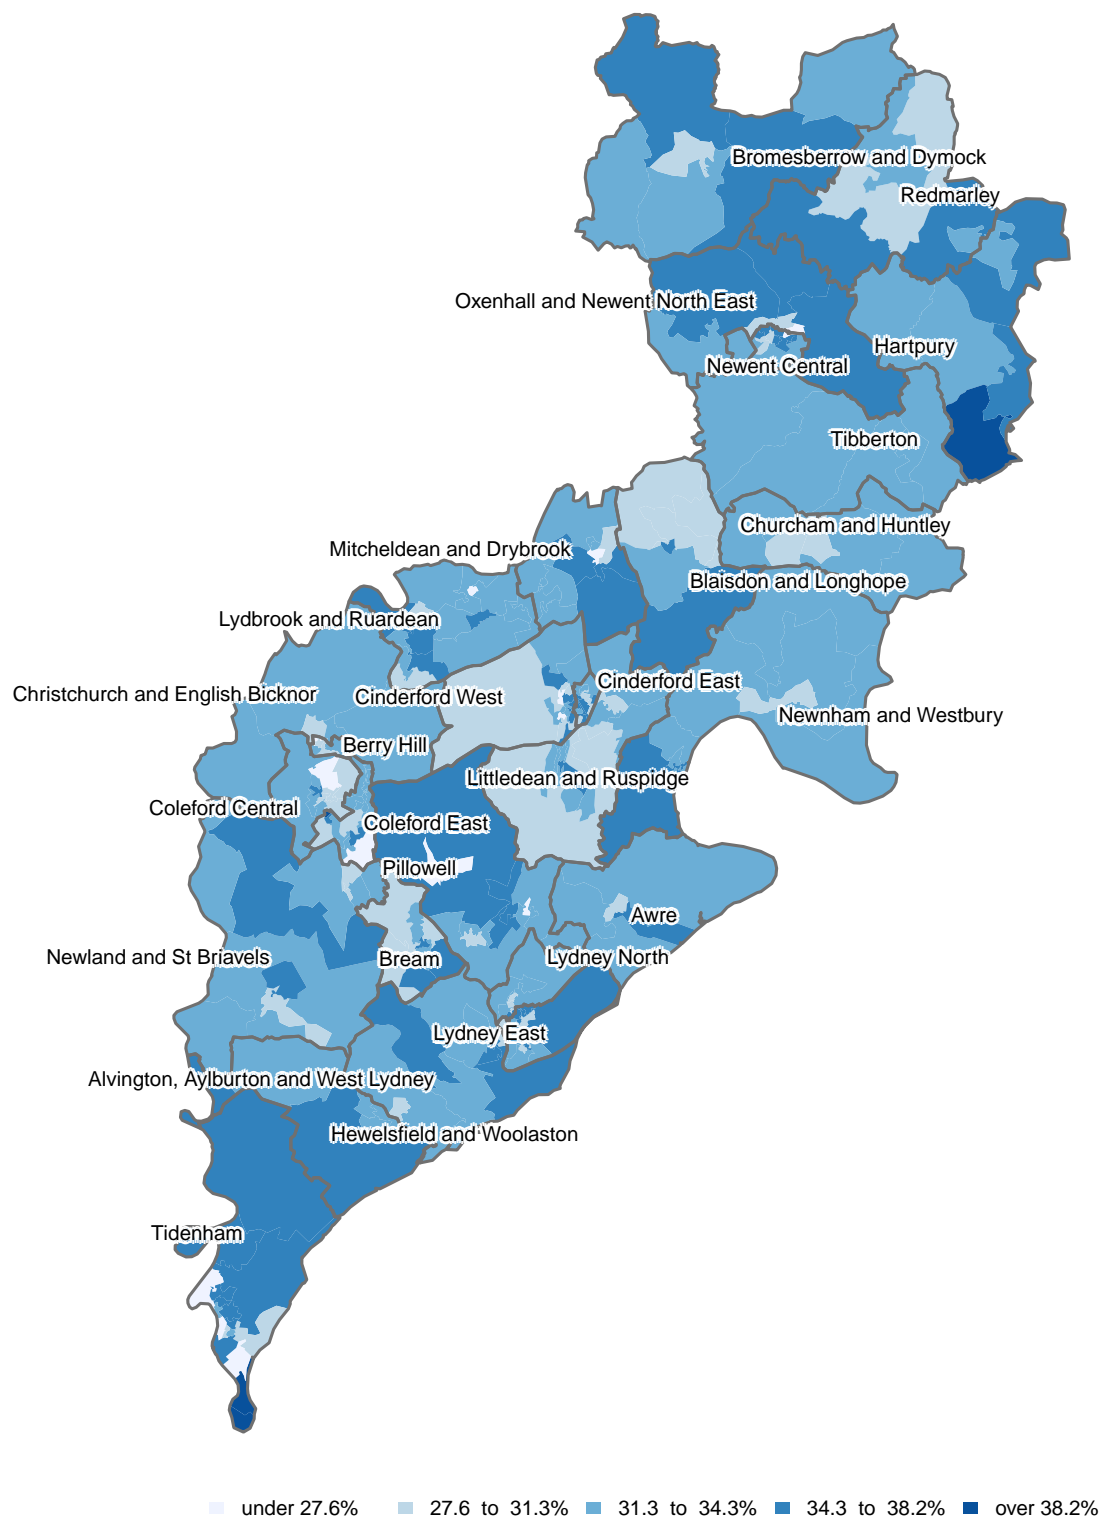 Bromesberrow and Dymock
Redmarley
Oxenhall and Newent North East
Hartpury
Newent Central
Tibberton
Churcham and Huntley
Mitcheldean and Drybrook
Blaisdon and Longhope
Lydbrook and Ruardean
Cinderford East
Christchurch and English Bicknor
Cinderford West
Newnham and Westbury
Berry Hill
Littledean and Ruspidge
Coleford Central
Coleford East
Pillowell
Awre
Newland and St Briavels
Bream
Lydney North
Lydney East
Alvington, Aylburton and West Lydney
Hewelsfield and Woolaston
Tidenham
under 27.6% 27.6 to 31.3% 31.3 to 34.3% 34.3 to 38.2% over 38.2%